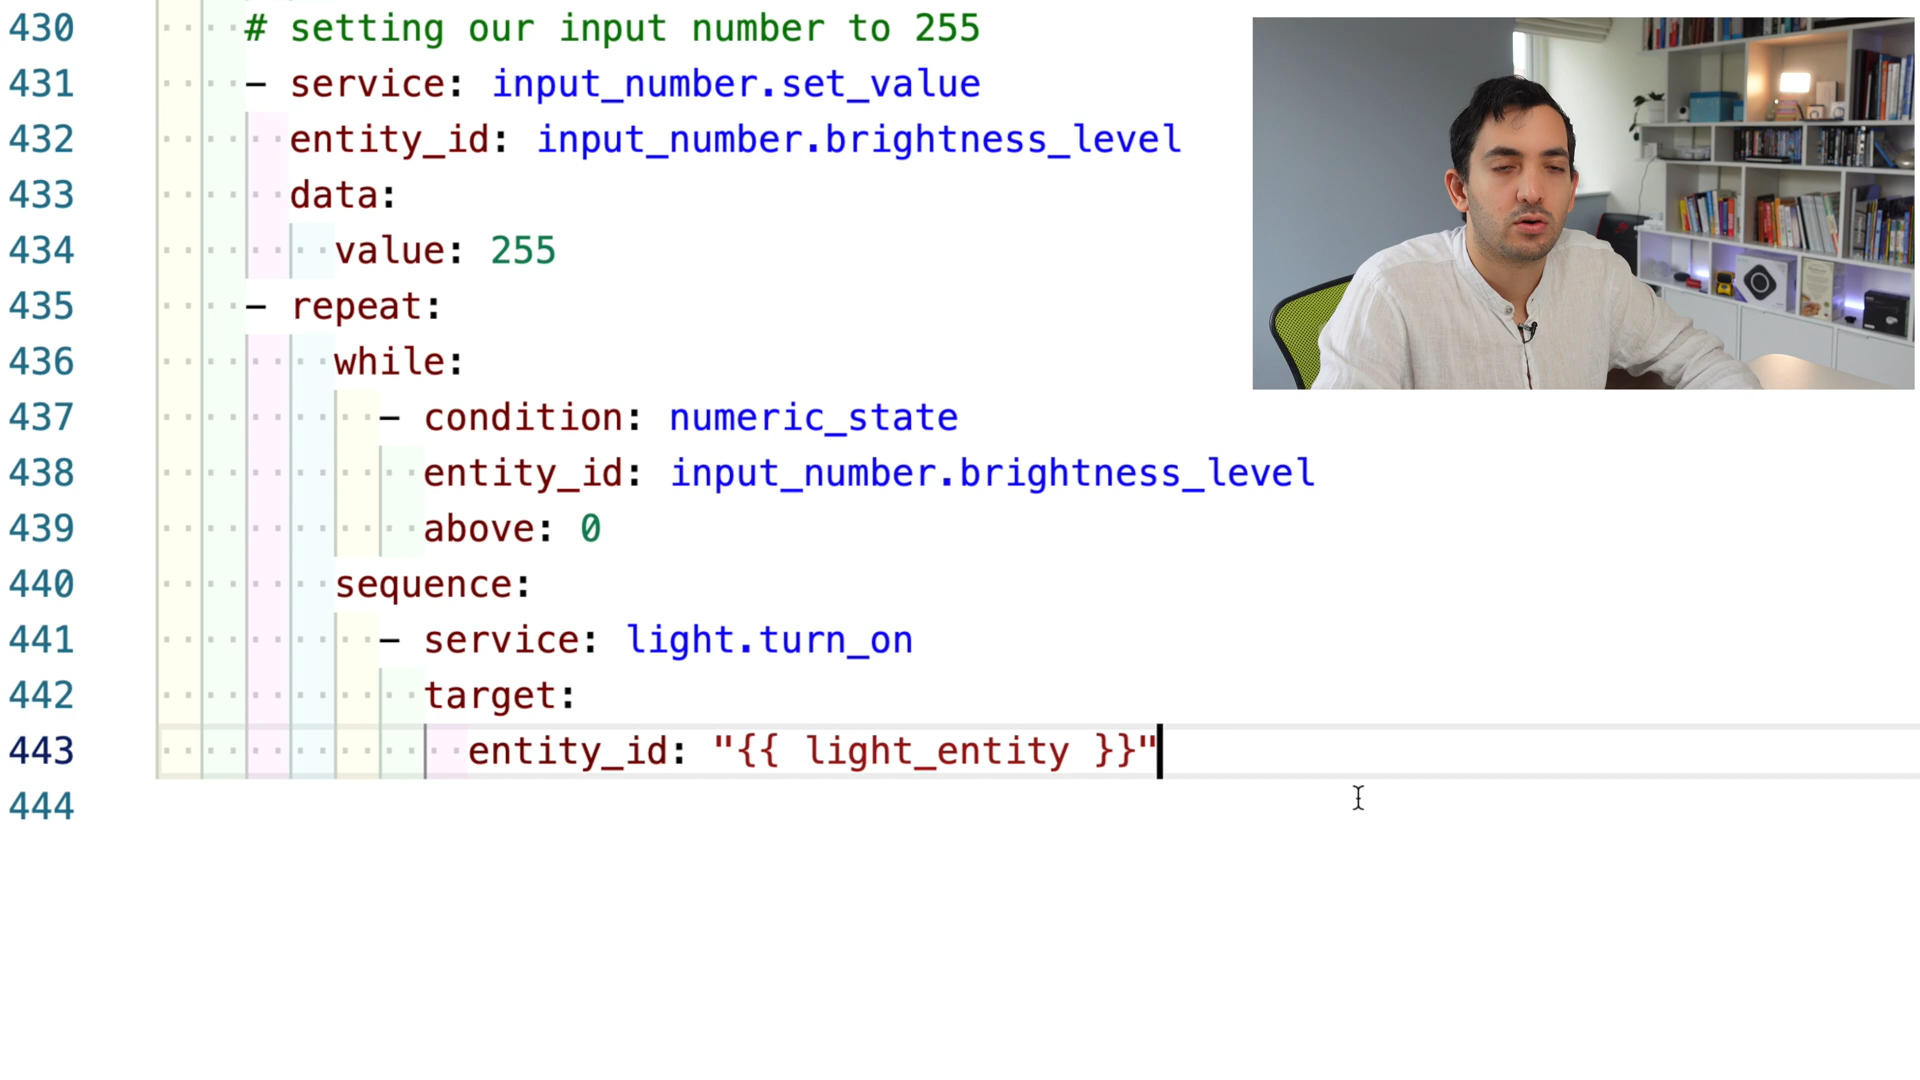 430 # setting our input number to 255
431 - service: input_number.set_value
432 entity_id: input_number.brightness_level
433 data:
434 value: 255
435 - repeat:
436 while:
437 - condition: numeric_state
438 entity_id: input_number.brightness_level
439 above: 0
440 sequence:
441 - service: light.turn_on
442 target:
443 entity_id: "{{ light_entity }}"
444